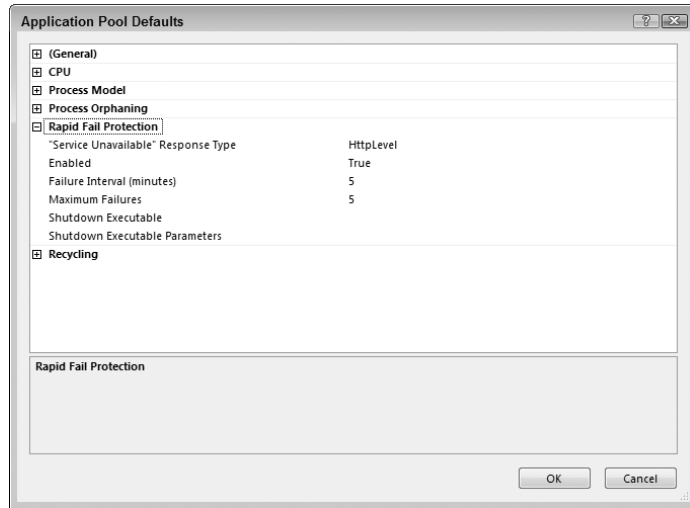 Application Pool Defaults
(General)
CPU
Process Model
Process Orphaning
Rapid Fail Protection
"Service Unavailable" Response Type HttpLevel
Enabled True
Failure Interval (minutes) 5
Maximum Failures 5
Shutdown Executable
Shutdown Executable Parameters
Recycling
Rapid Fail Protection
OK Cancel